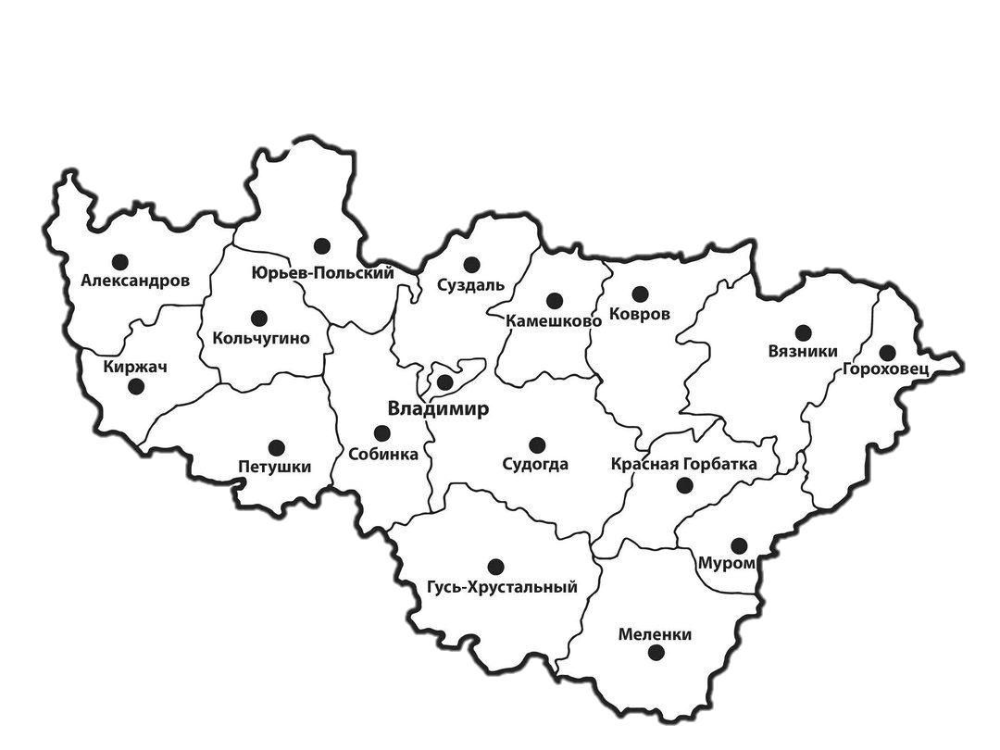 Александров
Юрьев-Польский
Суздаль
Камешково
Ковров
Кольчугино
Вязники
Киржач
Гороховец
Владимир
Собинка
Петушки
Судогда
Красная Горбатка
Муром
Гусь-Хрустальный
Меленки